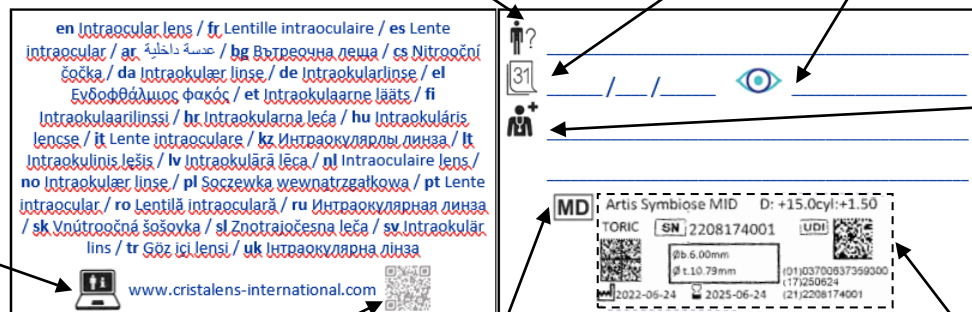 en Intraocular lens / fr Lentille intraoculaire / es Lente
intraocular / ar عدسة داخلية / bg Вътреочна леща / cs Nitrooční
čočka / da Intraokulær linse / de Intraokularlinse / el
Ενδοφθάλμιος φακός / et Intraokulaarne lääts / fi
Intraokulaarilinssi / hr Intraokularna leća / hu Intraokuláris
lencse / it Lente intraoculare / kz Интраокулярлы линза / lt
Intraokulinis lęšis / lv Intraokulārā lēca / nl Intraoculaire lens /
no Intraokulær linse / pl Soczewka wewnątrzgałkowa / pt Lente
intraocular / ro Lentilă intraoculară / ru Интраокулярная линза
/ sk Vnútroočná šošovka / sl Znotrajočesna leča / sv Intraokulär
lins / tr Göz içi lensi / uk Інтраокулярна лінза
www.cristalens-international.com
?
31
/ /
MD
Artis Symbiose MID D: +15.0cyl:+1.50
TORIC SN 2208174001 UDI
Øb.6.00mm
Øt.10.79mm
(01)03700637359300
(17)250624
(21)2208174001
2022-06-24 2025-06-24